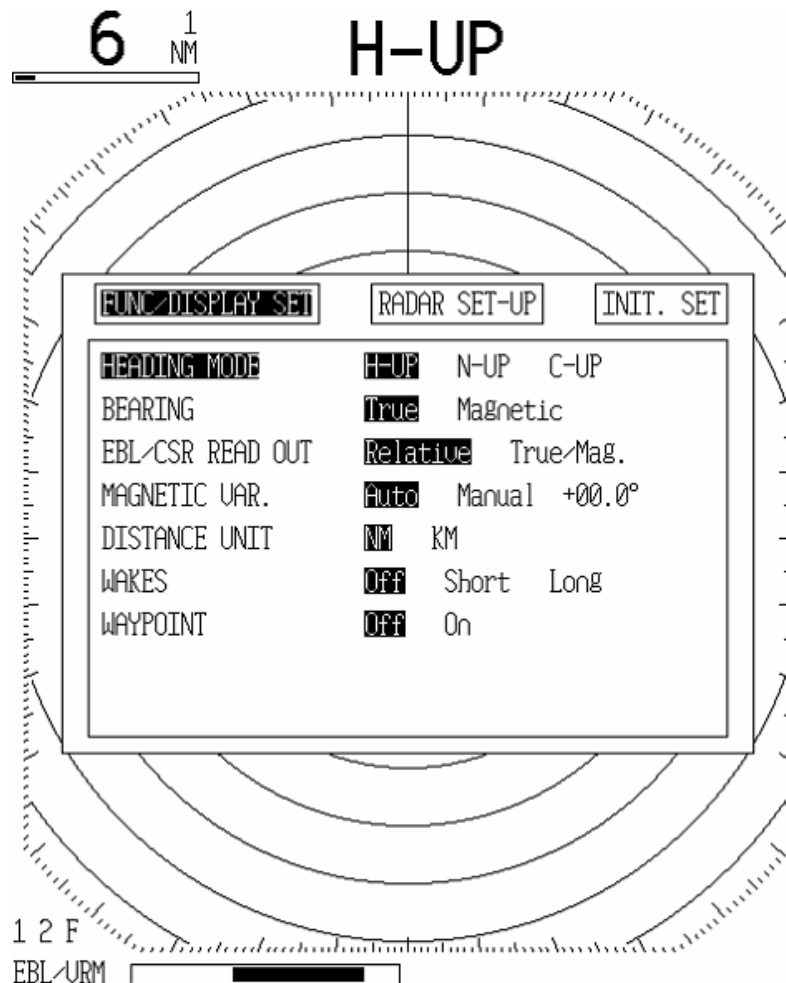 6 1 NM H-UP
FUNC/DISPLAY SET RADAR SET-UP INIT. SET
HEADING MODE H-UP N-UP C-UP
BEARING True Magnetic
EBL/CSR READ OUT Relative True/Mag.
MAGNETIC VAR. Auto Manual +00.0°
DISTANCE UNIT NM KM
WAKES Off Short Long
WAYPOINT Off On
1 2 F
EBL/VRM